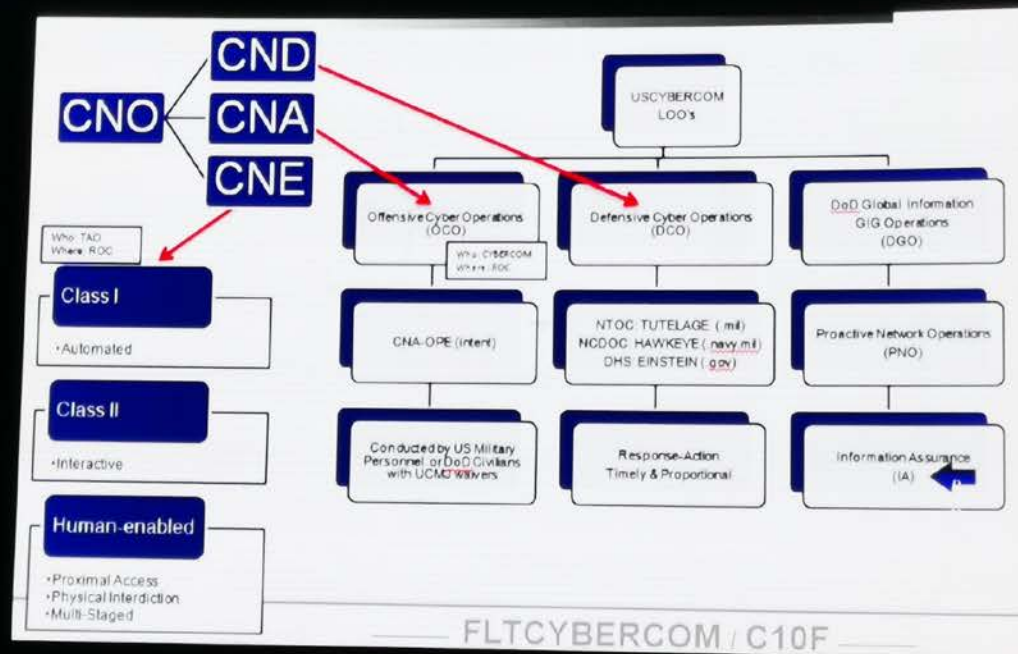 CNO
CND
CNA
CNE
Who: TAO
Where: ROC
Class I
•Automated
Class II
•Interactive
Human-enabled
•Proximal Access
•Physical Interdiction
•Multi-Staged
USCYBERCOM
LOO's
Offensive Cyber Operations
(OCO)
Who: CYBERCOM
Where: ROC
CNA-OPE (intent)
Conducted by US Military
Personnel or DoD Civilians
with UCMJ waivers
Defensive Cyber Operations
(DCO)
NTOC TUTELAGE (.mil)
NCDOC HAWKEYE (.navy.mil)
DHS EINSTEIN (.gov)
Response-Action
Timely & Proportional
DoD Global Information
GIG Operations
(DGO)
Proactive Network Operations
(PNO)
Information Assurance
(IA)
FLTCYBERCOM / C10F